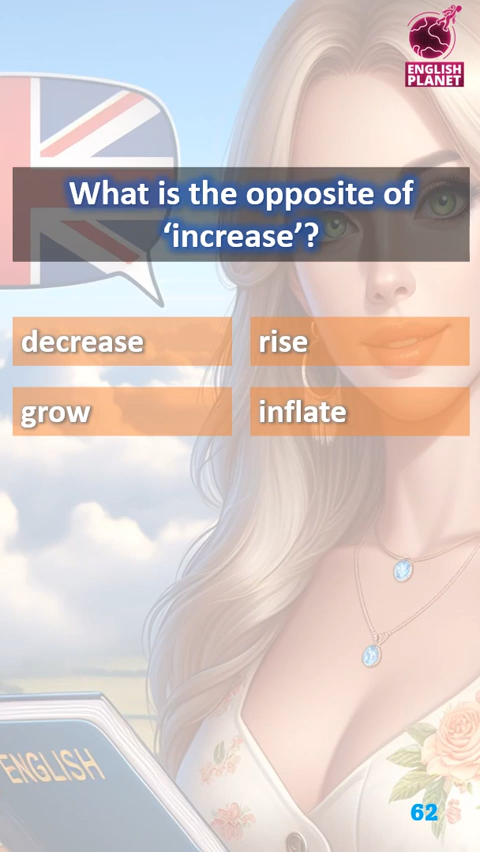 ENGLISH
PLANET
What is the opposite of
‘increase’?
decrease
rise
grow
inflate
ENGLISH
62